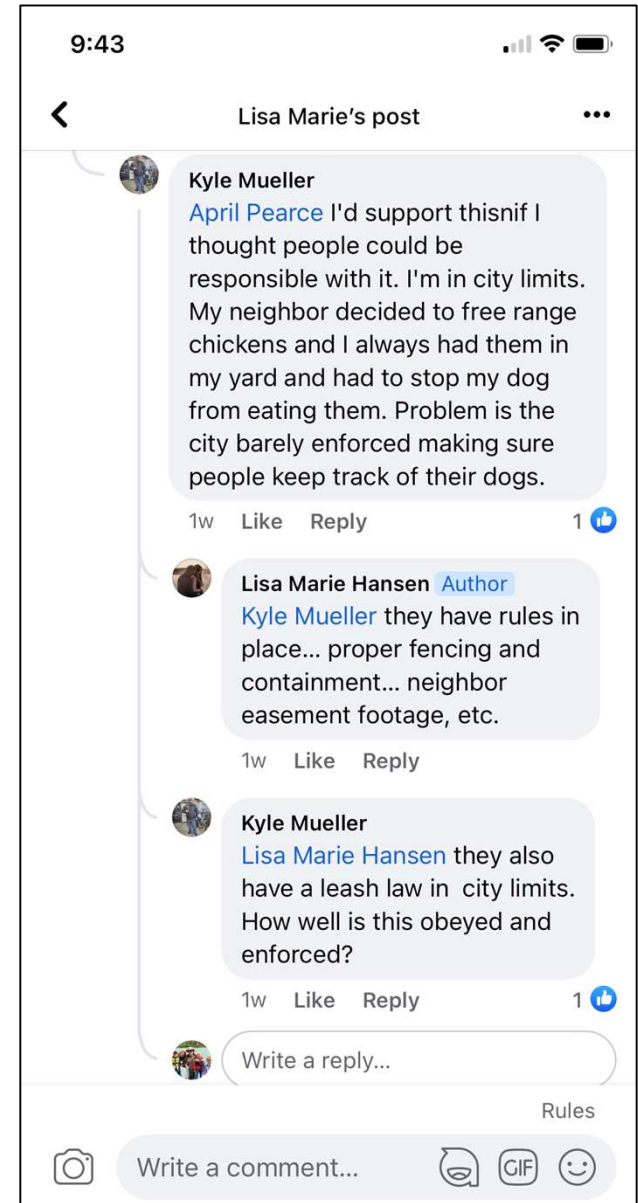 9:43
Lisa Marie's post
Kyle Mueller
April Pearce I'd support thisnif I
thought people could be
responsible with it. I'm in city limits.
My neighbor decided to free range
chickens and I always had them in
my yard and had to stop my dog
from eating them. Problem is the
city barely enforced making sure
people keep track of their dogs.
1w Like Reply 1
Lisa Marie Hansen Author
Kyle Mueller they have rules in
place... proper fencing and
containment... neighbor
easement footage, etc.
1w Like Reply
Kyle Mueller
Lisa Marie Hansen they also
have a leash law in  city limits.
How well is this obeyed and
enforced?
1w Like Reply 1
Write a reply...
Rules
Write a comment... GIF